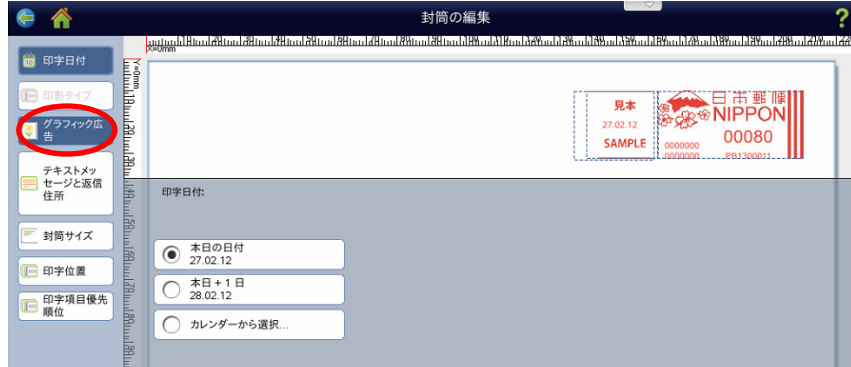 封筒の編集
?
X=0mm
Y=0mm
印字日付
印影タイプ
グラフィック広
告
テキストメッ
セージと返信
住所
封筒サイズ
印字位置
印字項目優先
順位
見本
27.02.12
SAMPLE
日本郵便
NIPPON
00080
0000000
0000000
PB1300011
印字日付:
本日の日付
27.02.12
本日 + 1 日
28.02.12
カレンダーから選択...